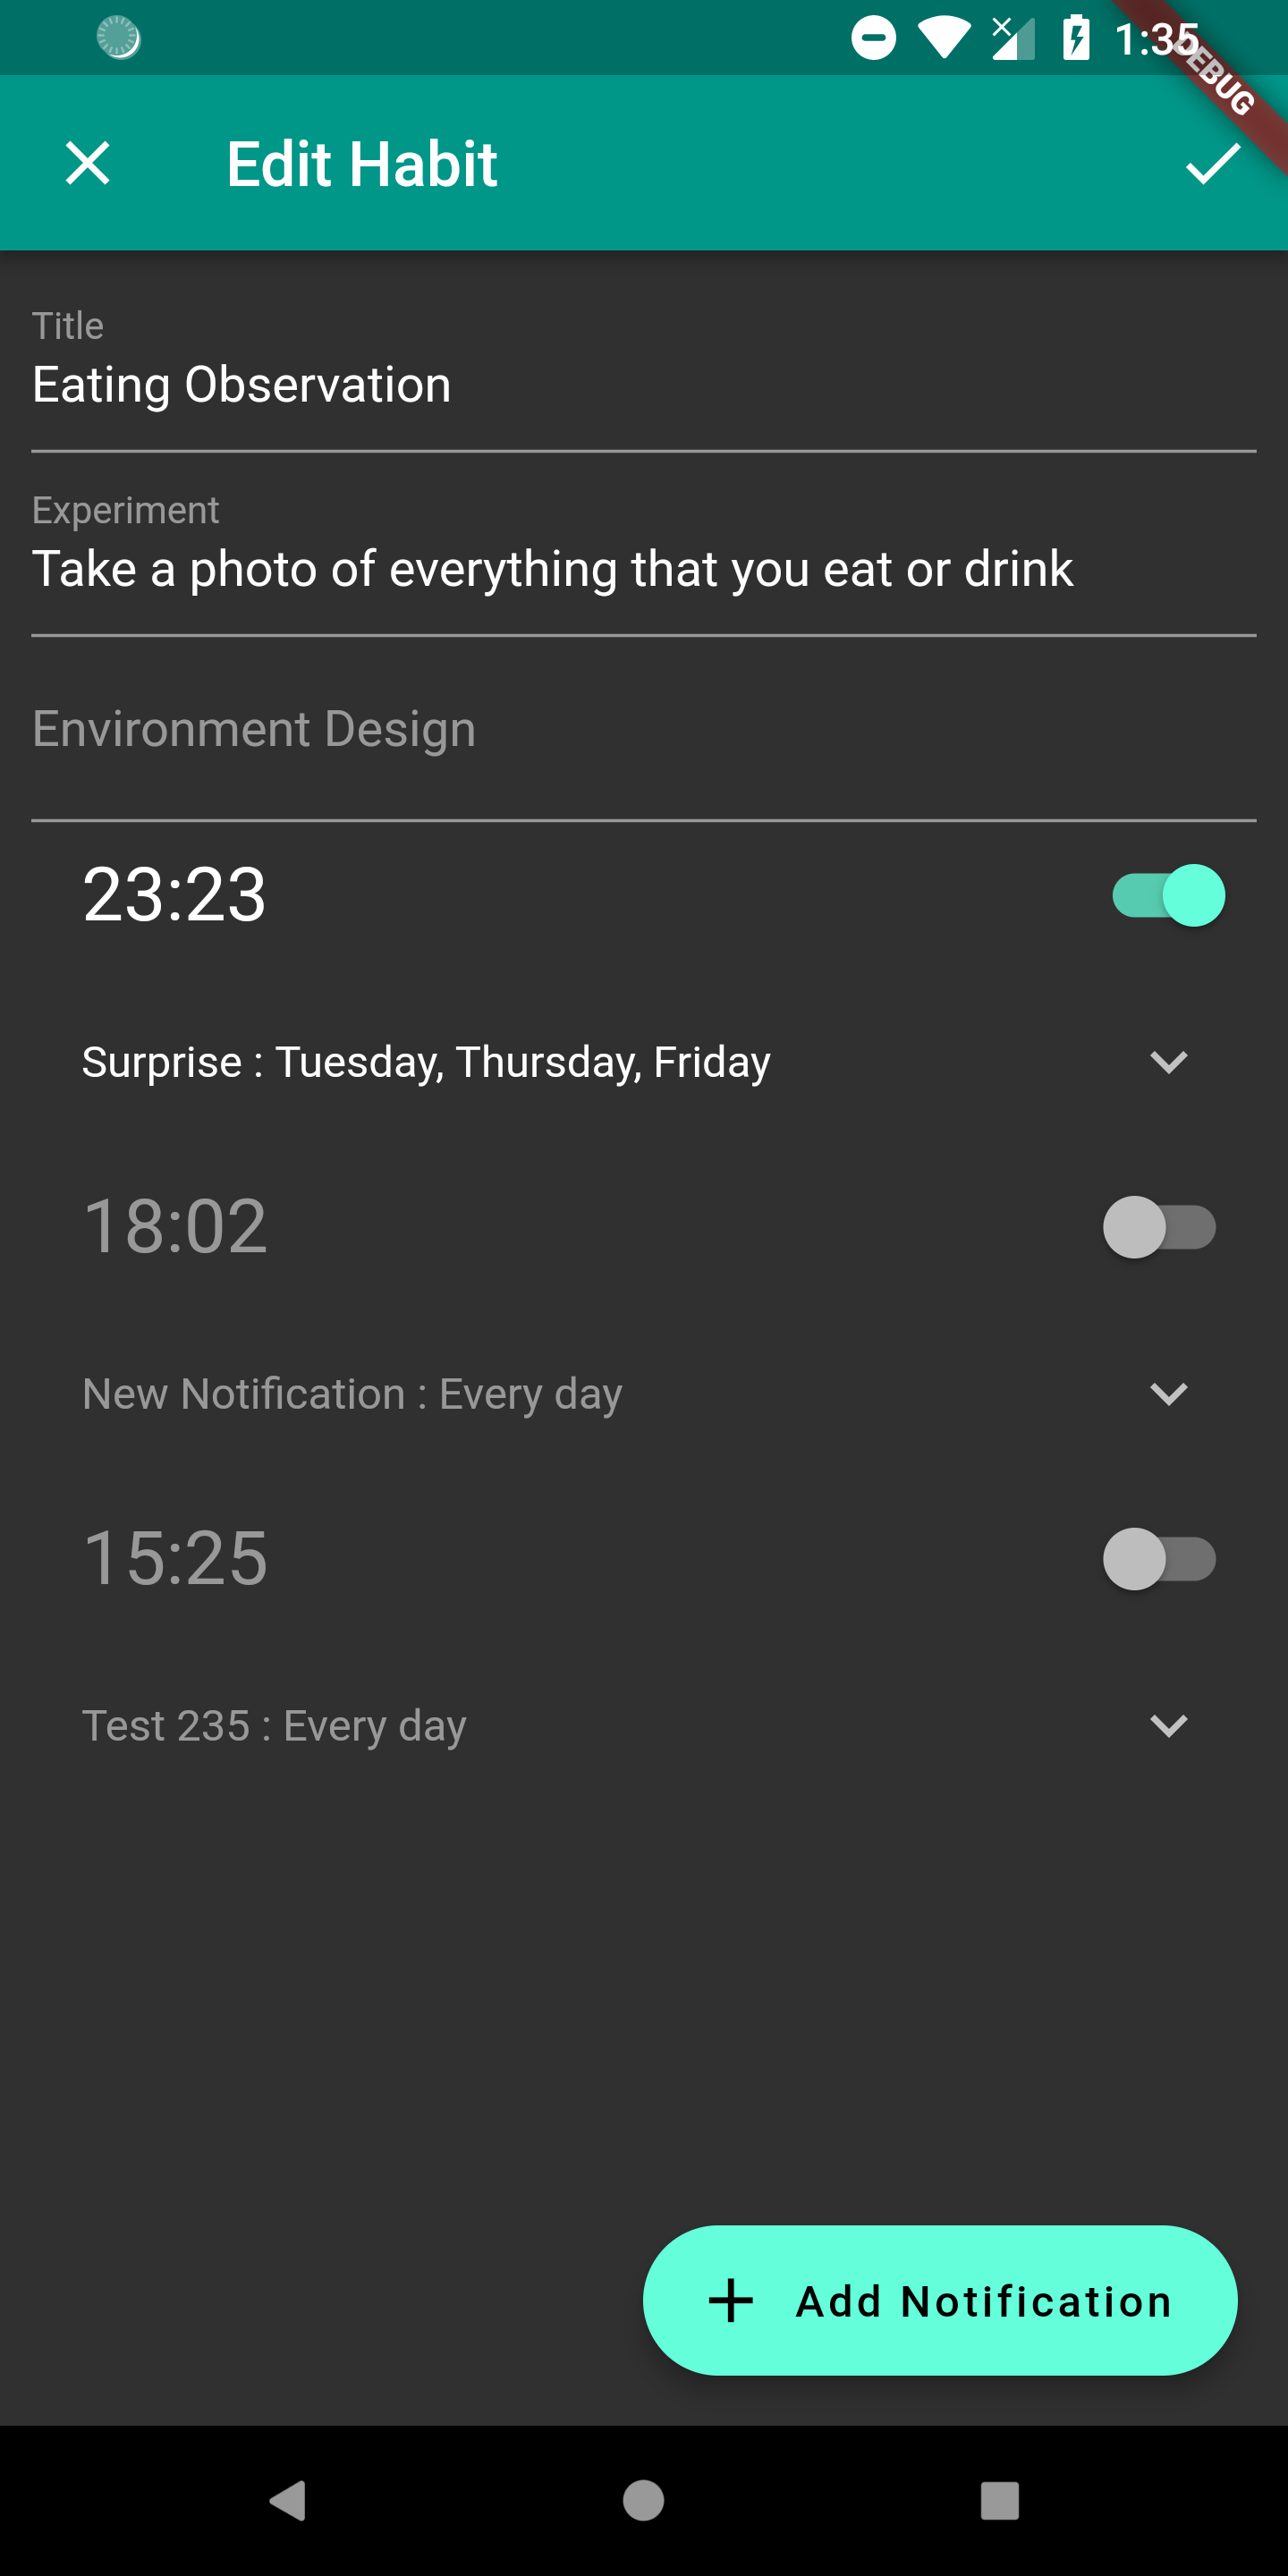 1:35
DEBUG
Edit Habit
Title
Eating Observation
Experiment
Take a photo of everything that you eat or drink
Environment Design
23:23
Surprise : Tuesday, Thursday, Friday
18:02
New Notification : Every day
15:25
Test 235 : Every day
Add Notification